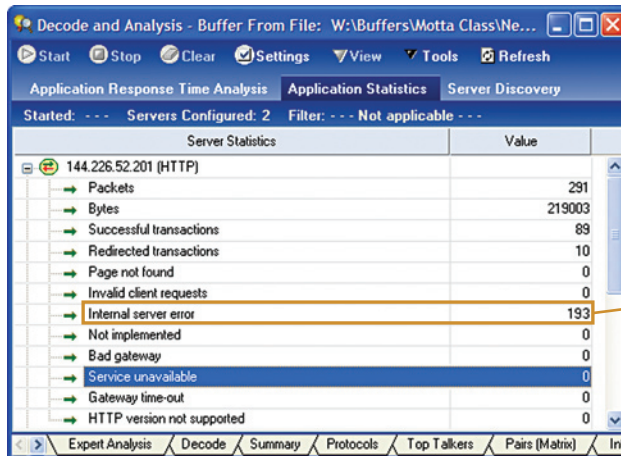 Decode and Analysis - Buffer From File: W:\Buffers\Motta Class\Ne...
Start Stop Clear Settings View Tools Refresh
Application Response Time Analysis Application Statistics Server Discovery
Started: - - - Servers Configured: 2 Filter: - - - Not applicable - - -
Server Statistics Value
144.226.52.201 (HTTP)
Packets 291
Bytes 219003
Successful transactions 89
Redirected transactions 10
Page not found 0
Invalid client requests 0
Internal server error 193
Not implemented 0
Bad gateway 0
Service unavailable 0
Gateway time-out 0
HTTP version not supported 0
Expert Analysis Decode Summary Protocols Top Talkers Pairs (Matrix) In